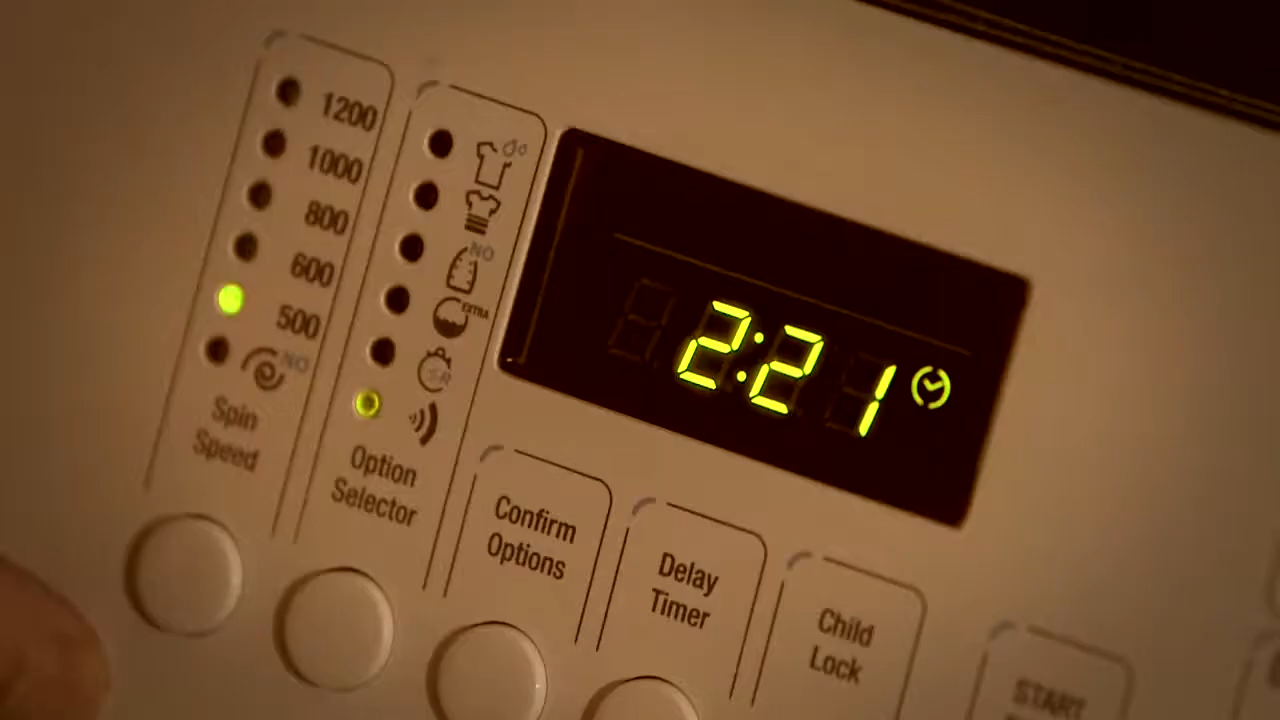 1200
1000
800
600
500
NO
Spin
Speed
NO
EXTRA
Option
Selector
2:21
Confirm
Options
Delay
Timer
Child
Lock
START